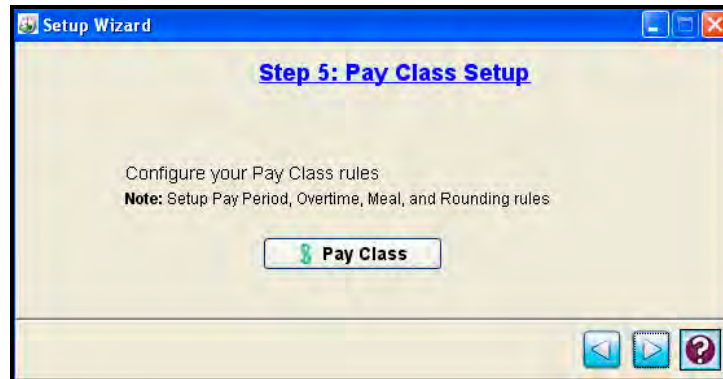 Setup Wizard
Step 5: Pay Class Setup
Configure your Pay Class rules
Note: Setup Pay Period, Overtime, Meal, and Rounding rules
Pay Class
?